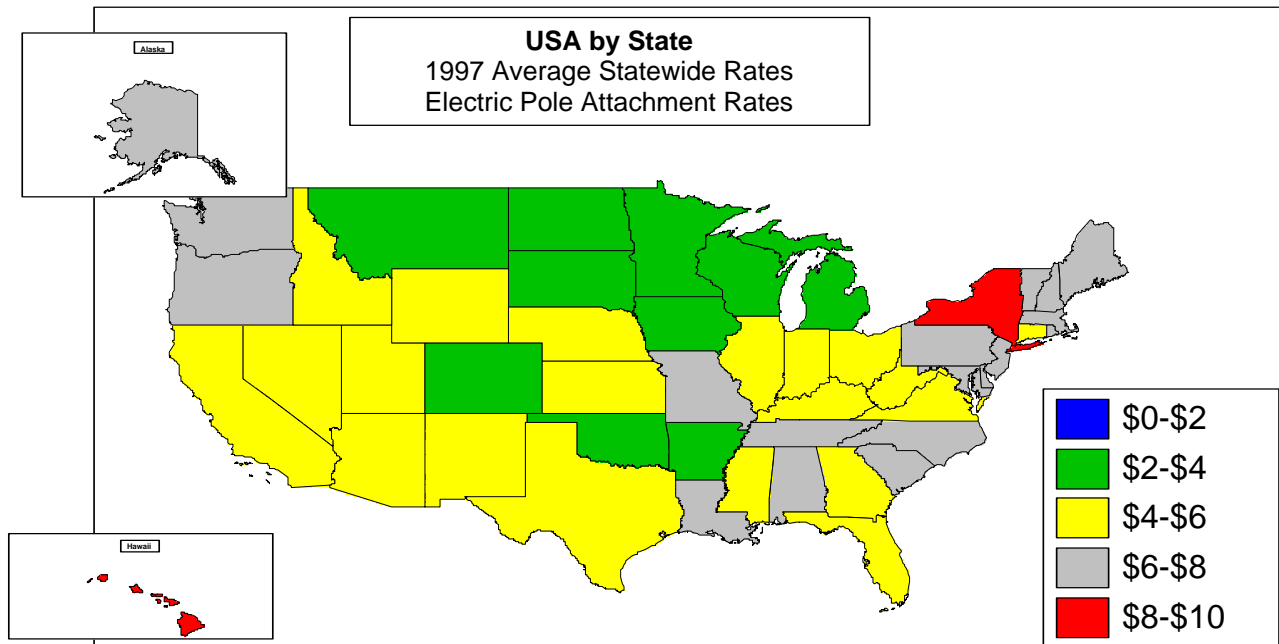 Alaska
USA by State
1997 Average Statewide Rates
Electric Pole Attachment Rates
$0-$2
$2-$4
$4-$6
$6-$8
$8-$10
Hawaii